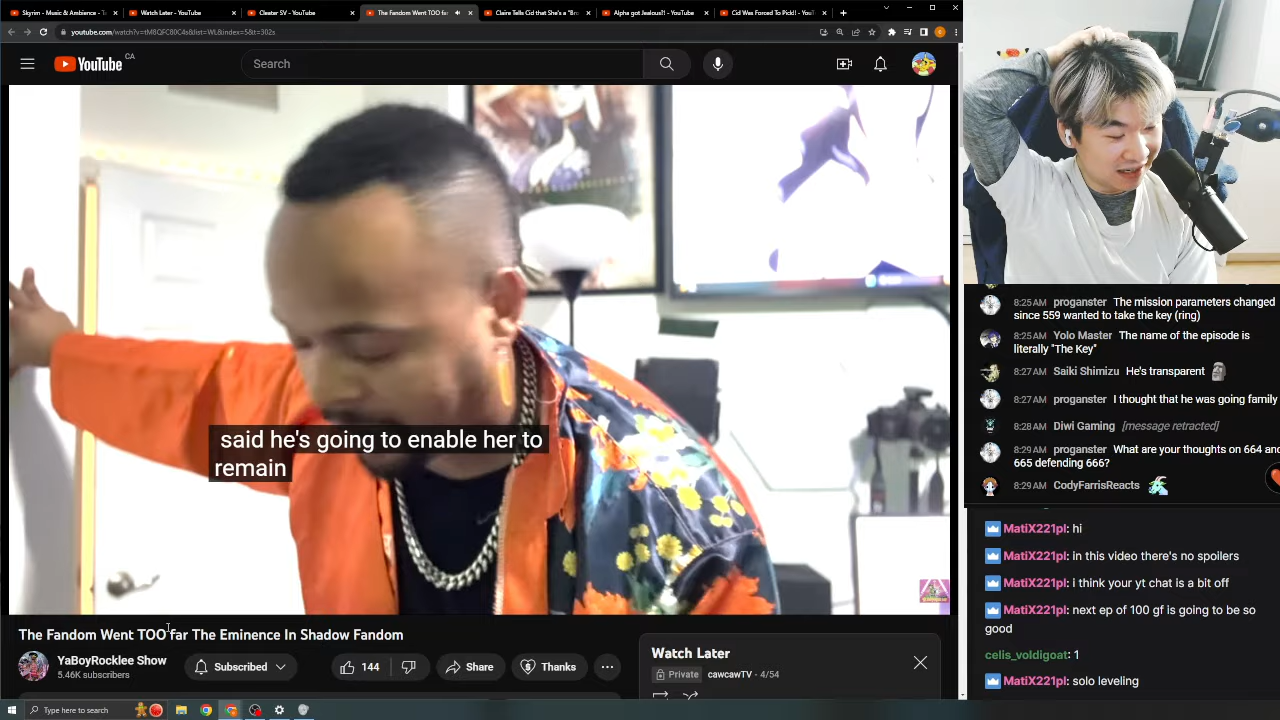 Skyrim - Music & Ambience - Ta
Watch Later - YouTube
Cleater SV - YouTube
The Fandom Went TOO far
Claire Tells Cid that She's a "Bro
Alpha got Jealous?! - YouTube
Cid Was Forced To Pick!! - YouT
youtube.com/watch?v=tM8QFC80C4s&list=WL&index=5&t=302s
YouTube CA
Search
said he's going to enable her to
remain
The Fandom Went TOO far The Eminence In Shadow Fandom
YaBoyRocklee Show
5.46K subscribers
Subscribed
144
Share
Thanks
Watch Later
Private
cawcawTV - 4/54
Type here to search
8:25 AM proganster The mission parameters changed
since 559 wanted to take the key (ring)
8:25 AM Yolo Master The name of the episode is
literally "The Key"
8:27 AM Saiki Shimizu He's transparent
8:27 AM proganster I thought that he was going family
8:28 AM Diwi Gaming [message retracted]
8:29 AM proganster What are your thoughts on 664 and
665 defending 666?
8:29 AM CodyFarrisReacts
MatiX221pl: hi
MatiX221pl: in this video there's no spoilers
MatiX221pl: i think your yt chat is a bit off
MatiX221pl: next ep of 100 gf is going to be so
good
celis_voldigoat: 1
MatiX221pl: solo leveling